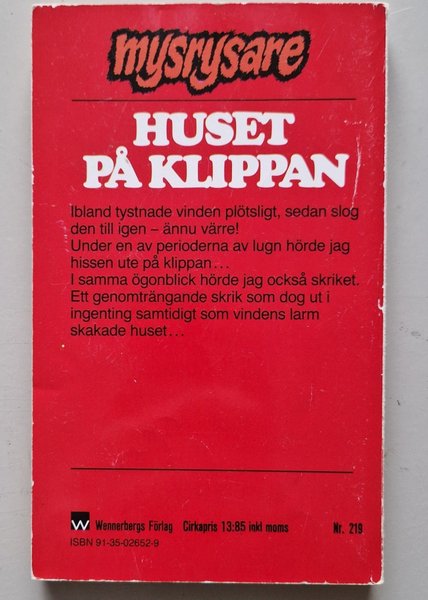 mysrysare
HUSET
PÅ KLIPPAN
Ibland tystnade vinden plötsligt, sedan slog
den till igen – ännu värre!
Under en av perioderna av lugn hörde jag
hissen ute på klippan...
I samma ögonblick hörde jag också skriket.
Ett genomträngande skrik som dog ut i
ingenting samtidigt som vindens larm
skakade huset...
W Wennerbergs Förlag Cirkapris 13:85 inkl moms Nr. 219
ISBN 91-35-02652-9